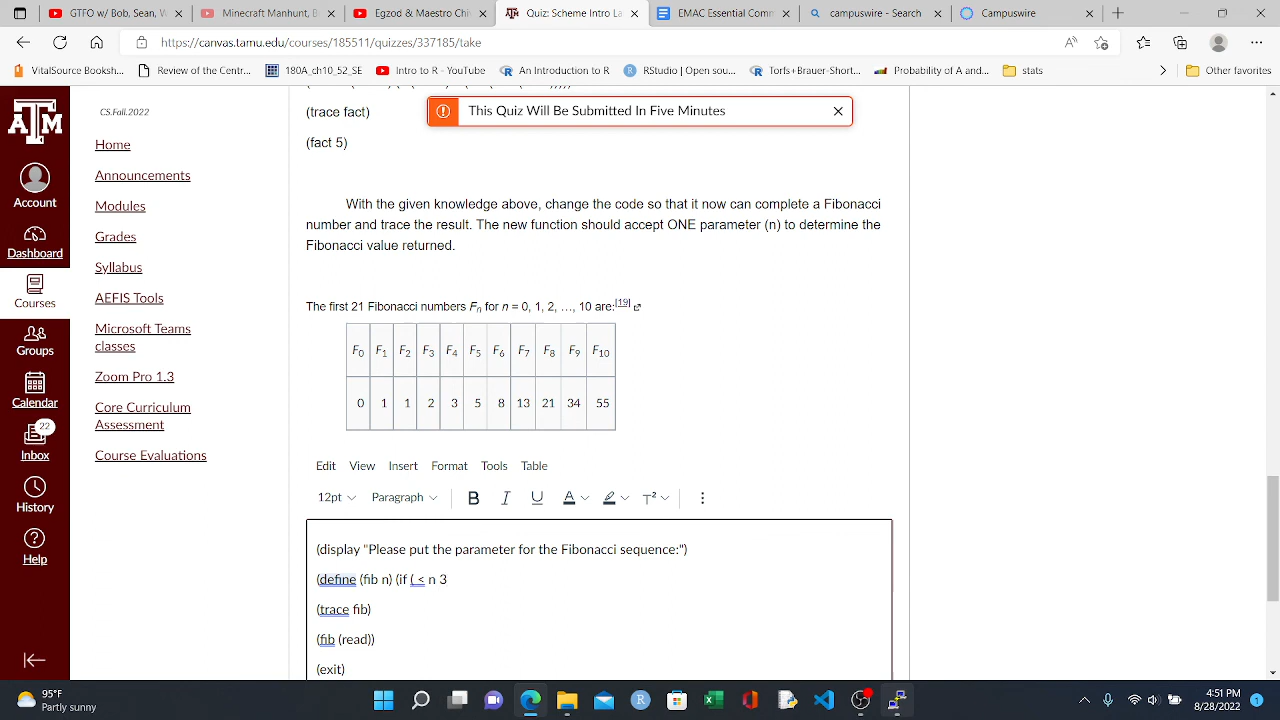 GTFO w/ Bob, Sean, W
Minecraft Manhunt, B
Egzon & Maestro Chiv
Quiz: Scheme Intro La
EMAC Essential Comm
campuswire - Search
Campuswire
https://canvas.tamu.edu/courses/185511/quizzes/337185/take
VitalSource Booksh...
Review of the Centr...
180A_ch10_52_SE
Intro to R - YouTube
An Introduction to R
RStudio | Open sou...
Torfs+Brauer-Short...
Probability of A and...
stats
Other favorites
This Quiz Will Be Submitted In Five Minutes
ATM
Account
Dashboard
Courses
Groups
Calendar
22
Inbox
History
Help
CS.Fall.2022
Home
Announcements
Modules
Grades
Syllabus
AEFIS Tools
Microsoft Teams
classes
Zoom Pro 1.3
Core Curriculum
Assessment
Course Evaluations
(trace fact)
(fact 5)
With the given knowledge above, change the code so that it now can complete a Fibonacci
number and trace the result. The new function should accept ONE parameter (n) to determine the
Fibonacci value returned.
The first 21 Fibonacci numbers Fn for n = 0, 1, 2, …, 10 are:[19]
F0 F1 F2 F3 F4 F5 F6 F7 F8 F9 F10
0 1 1 2 3 5 8 13 21 34 55
Edit View Insert Format Tools Table
12pt Paragraph B I U A T²
(display "Please put the parameter for the Fibonacci sequence:")
(define (fib n) (if ( < n 3
(trace fib)
(fib (read))
(exit)
95°F
Partly sunny
4:51 PM
8/28/2022
1